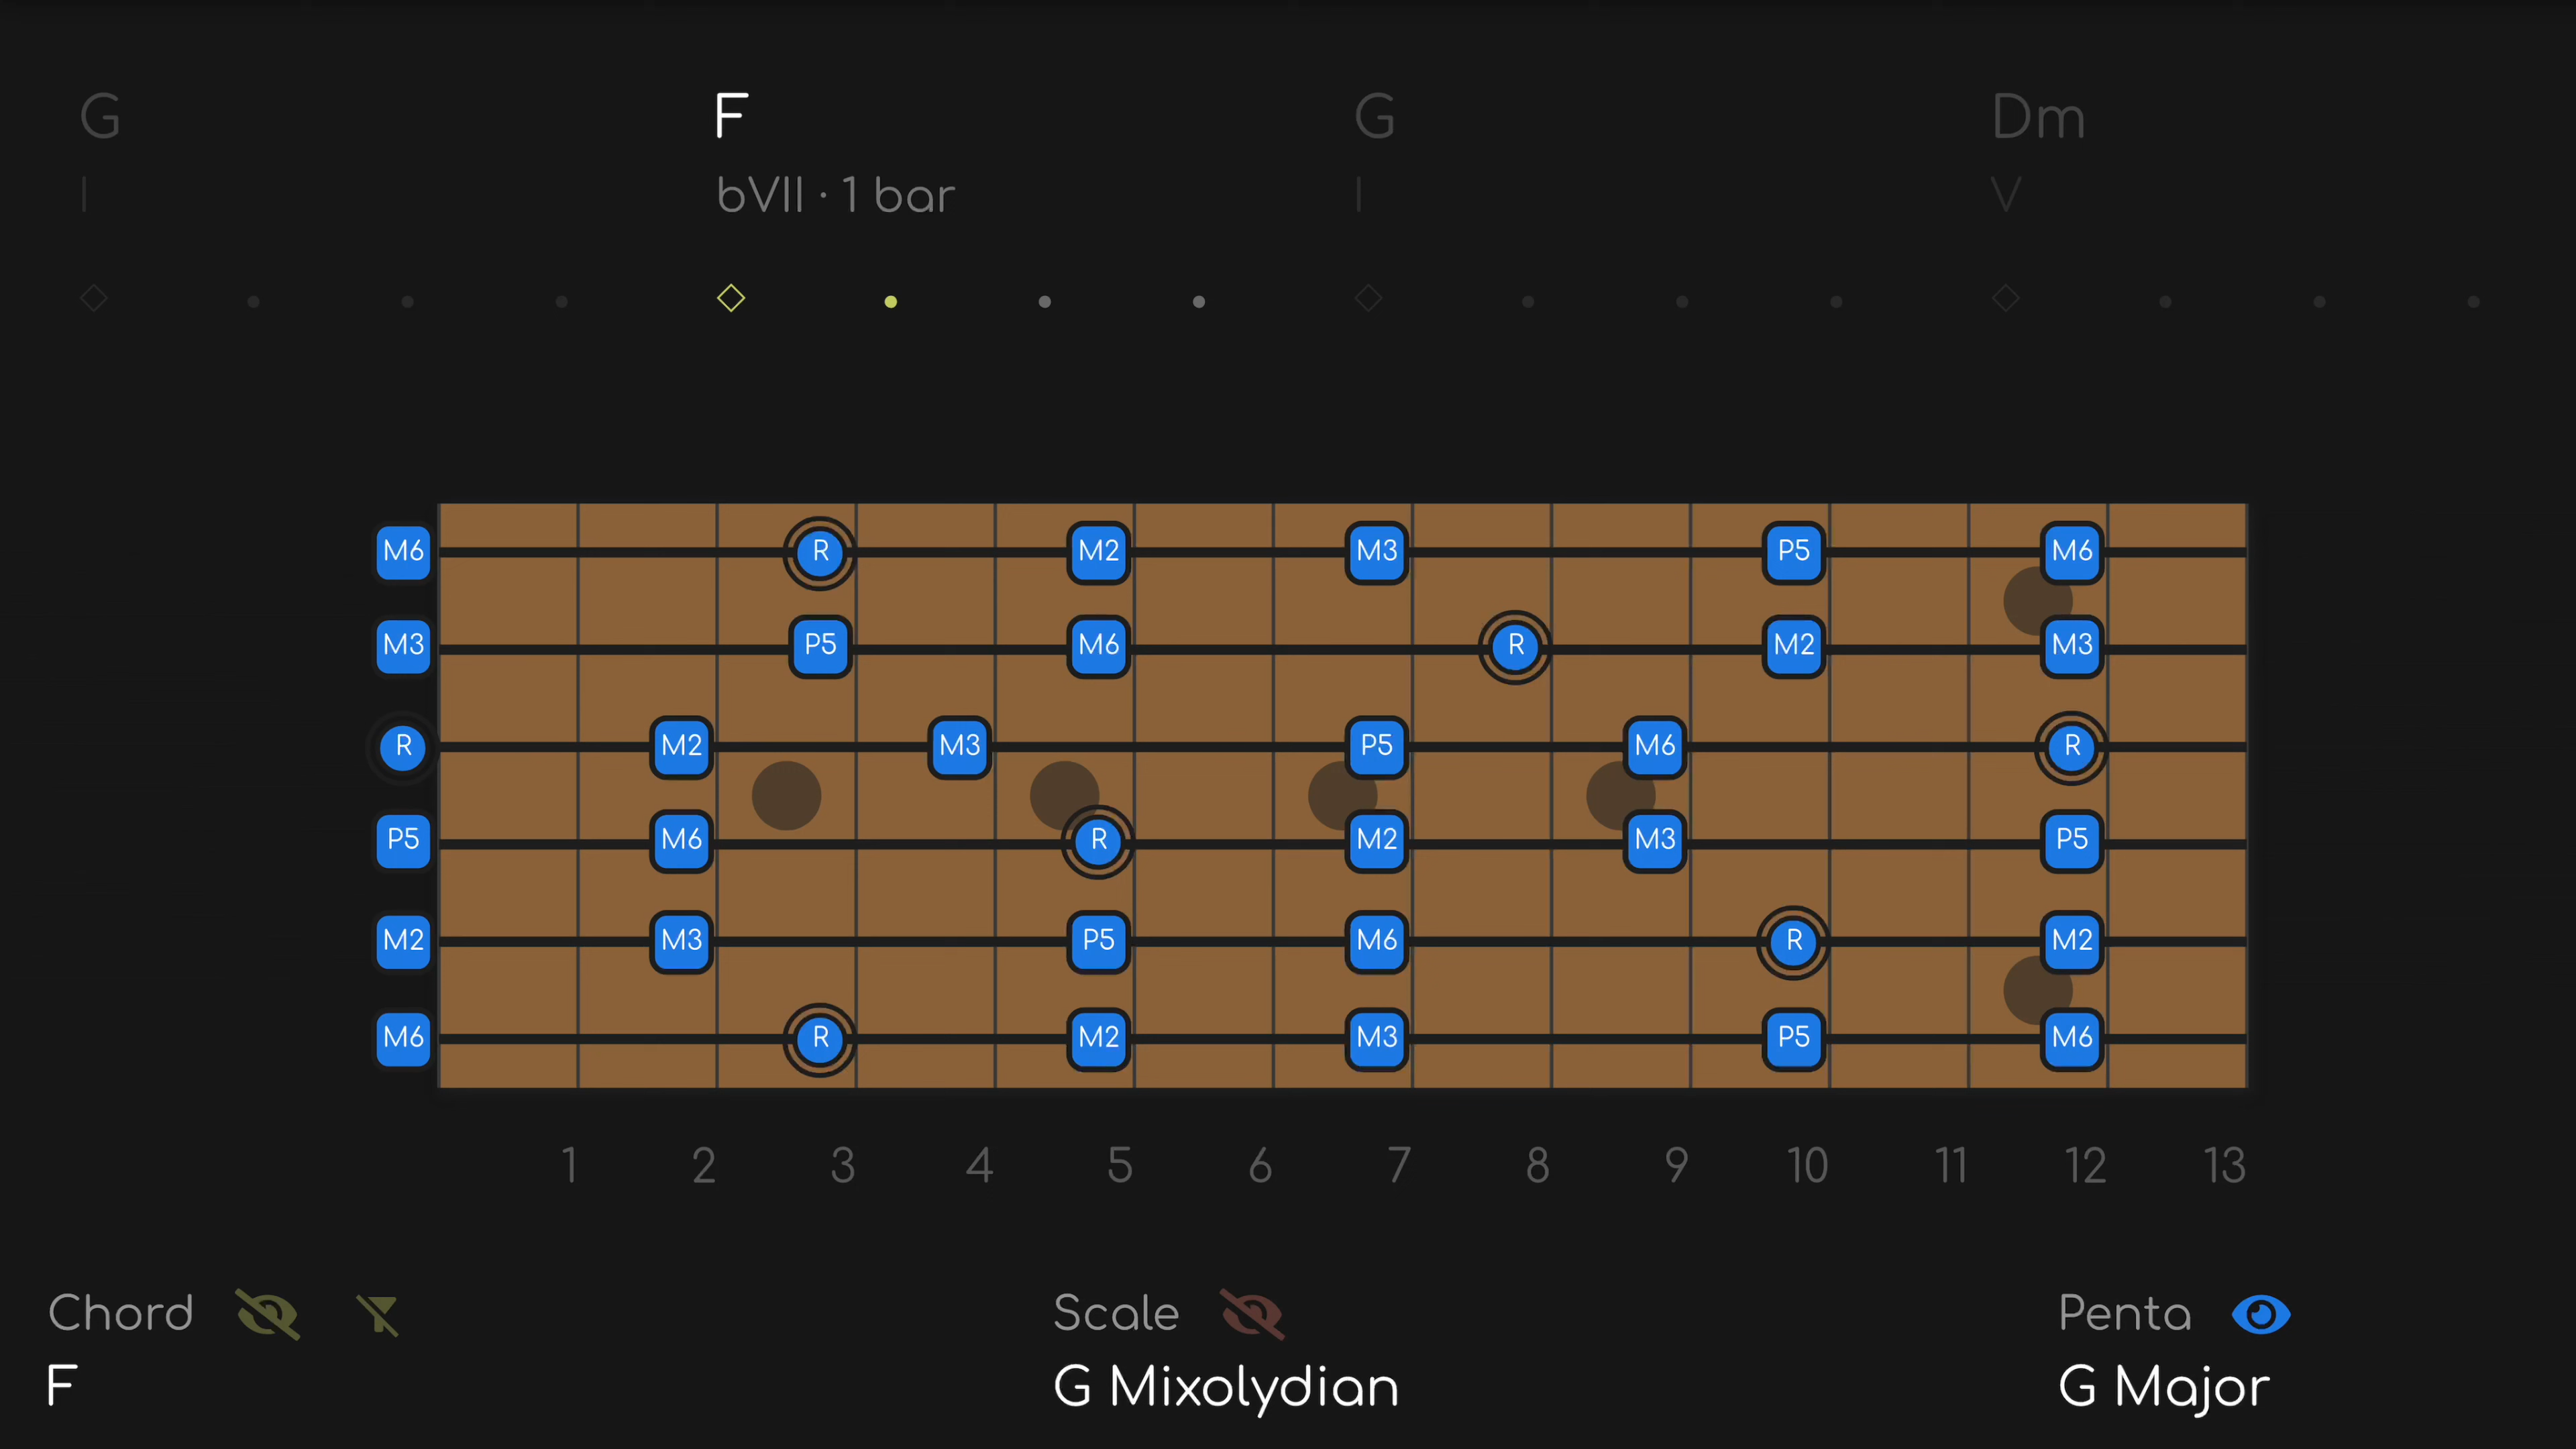 G F G Dm
I bVII · 1 bar I V
M6 R M2 M3 P5 M6
M3 P5 M6 R M2 M3
R M2 M3 P5 M6 R
P5 M6 R M2 M3 P5
M2 M3 P5 M6 R M2
M6 R M2 M3 P5 M6
1 2 3 4 5 6 7 8 9 10 11 12 13
Chord Scale Penta
F G Mixolydian G Major